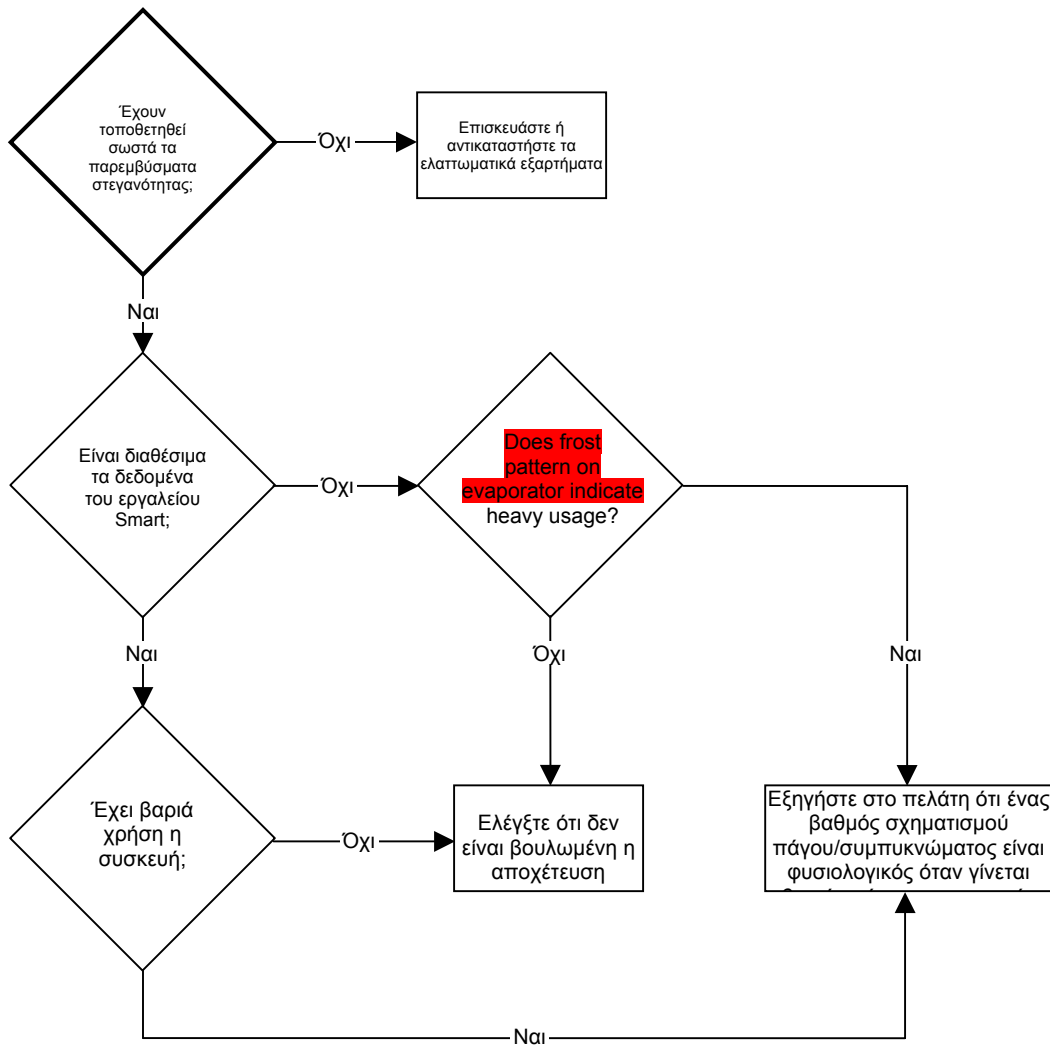 Έχουν
τοποθετηθεί
σωστά τα
παρεμβύσματα
στεγανότητας;
Όχι
Επισκευάστε ή
αντικαταστήστε τα
ελαττωματικά εξαρτήματα
Ναι
Είναι διαθέσιμα
τα δεδομένα
του εργαλείου
Smart;
Όχι
Does frost
pattern on
evaporator indicate
heavy usage?
Ναι
Όχι
Ναι
Έχει βαριά
χρήση η
συσκευή;
Όχι
Ελέγξτε ότι δεν
είναι βουλωμένη η
αποχέτευση
Εξηγήστε στο πελάτη ότι ένας
βαθμός σχηματισμού
πάγου/συμπυκνώματος είναι
φυσιολογικός όταν γίνεται
Ναι